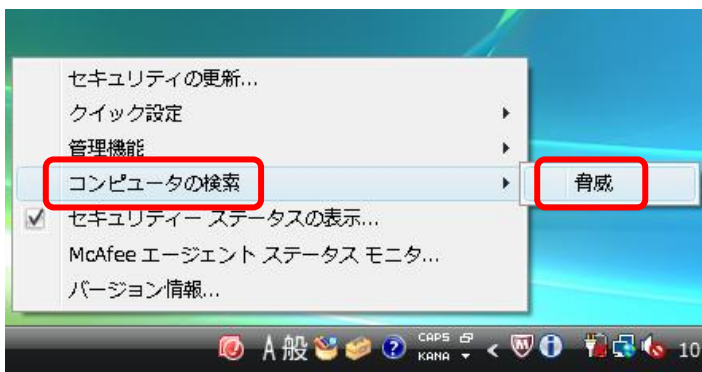 セキュリティの更新...
クイック設定
管理機能
コンピュータの検索
脅威
セキュリティー ステータスの表示...
McAfee エージェント ステータス モニタ...
バージョン情報...
A 般 CAPS KANA 10